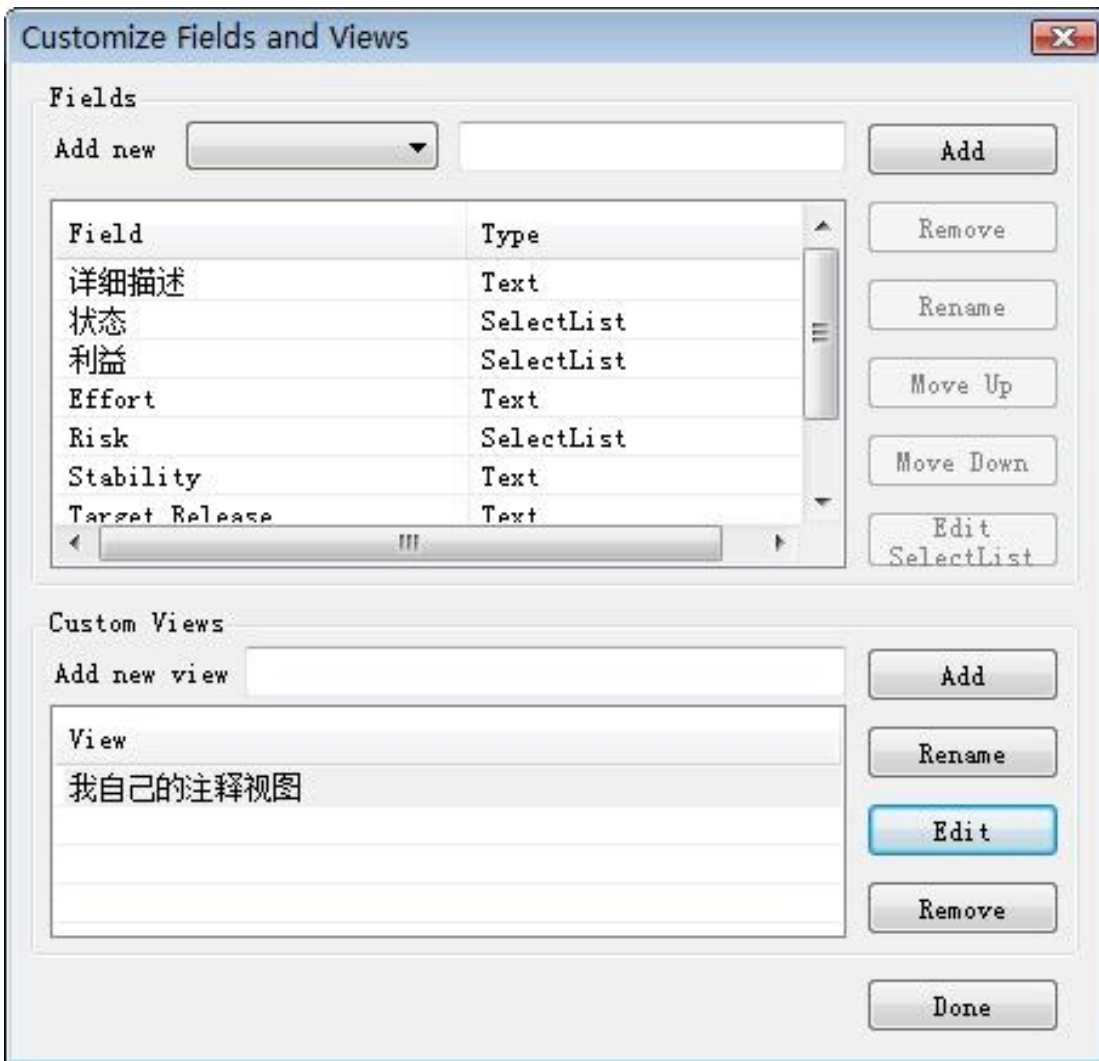 Customize Fields and Views
Fields
Add new
Add
Field Type
Remove
详细描述 Text
状态 SelectList
Rename
利益 SelectList
Effort Text
Move Up
Risk SelectList
Stability Text
Move Down
Target Release Text
Edit
SelectList
Custom Views
Add new view
Add
View
Rename
我自己的注释视图
Edit
Remove
Done